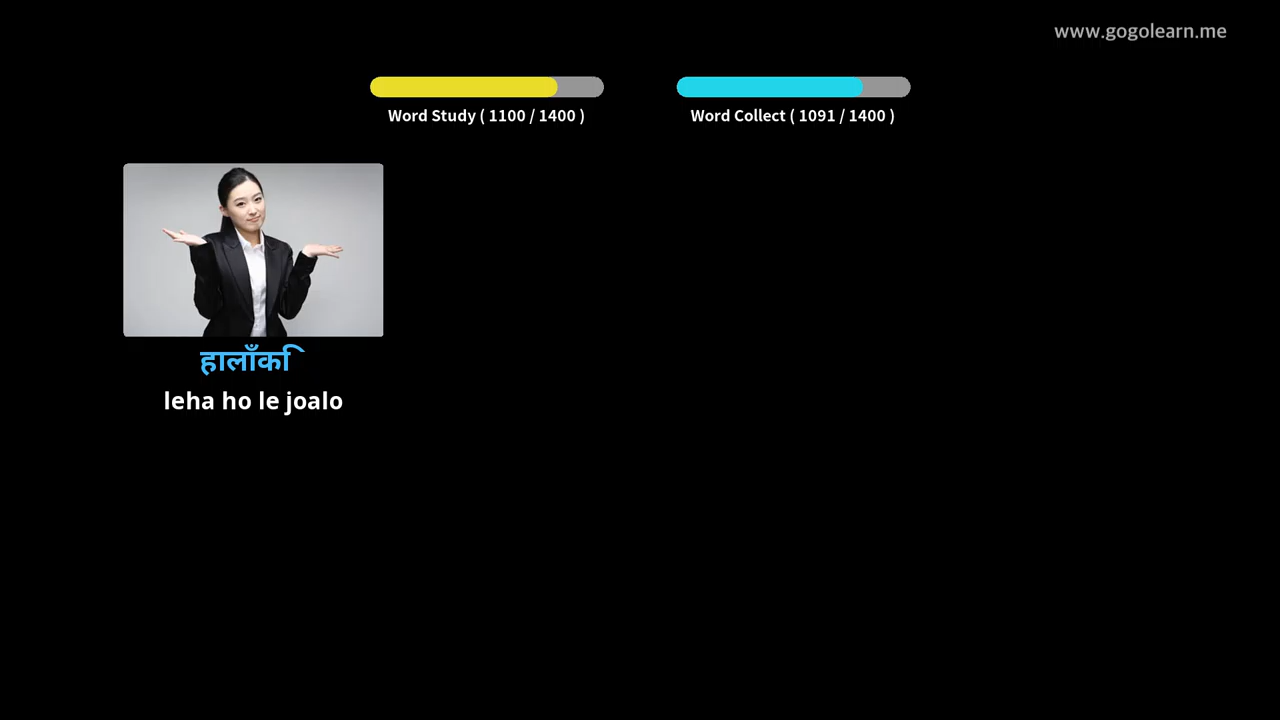 www.gogolearn.me
Word Study ( 1100 / 1400 )
Word Collect ( 1091 / 1400 )
हालाँकि
leha ho le joalo